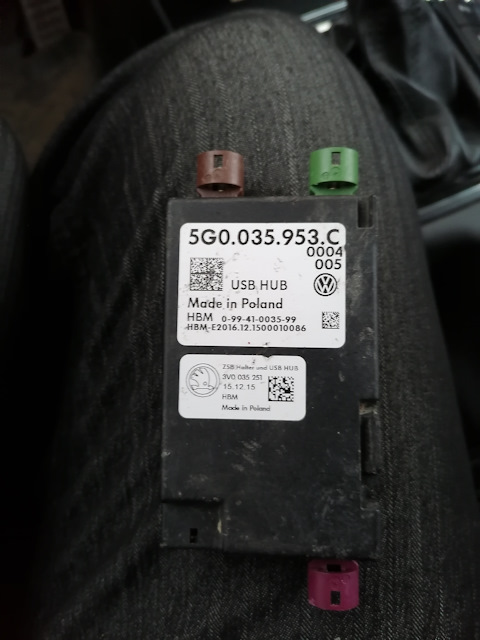 5G0.035.953.C
0004
005
USB HUB
Made in Poland
HBM 0-99-41-0035-99
HBM-E2016.12.1500010086
ZSB Halter und USB HUB
3V0 035 251
15.12.15
HBM
Made in Poland